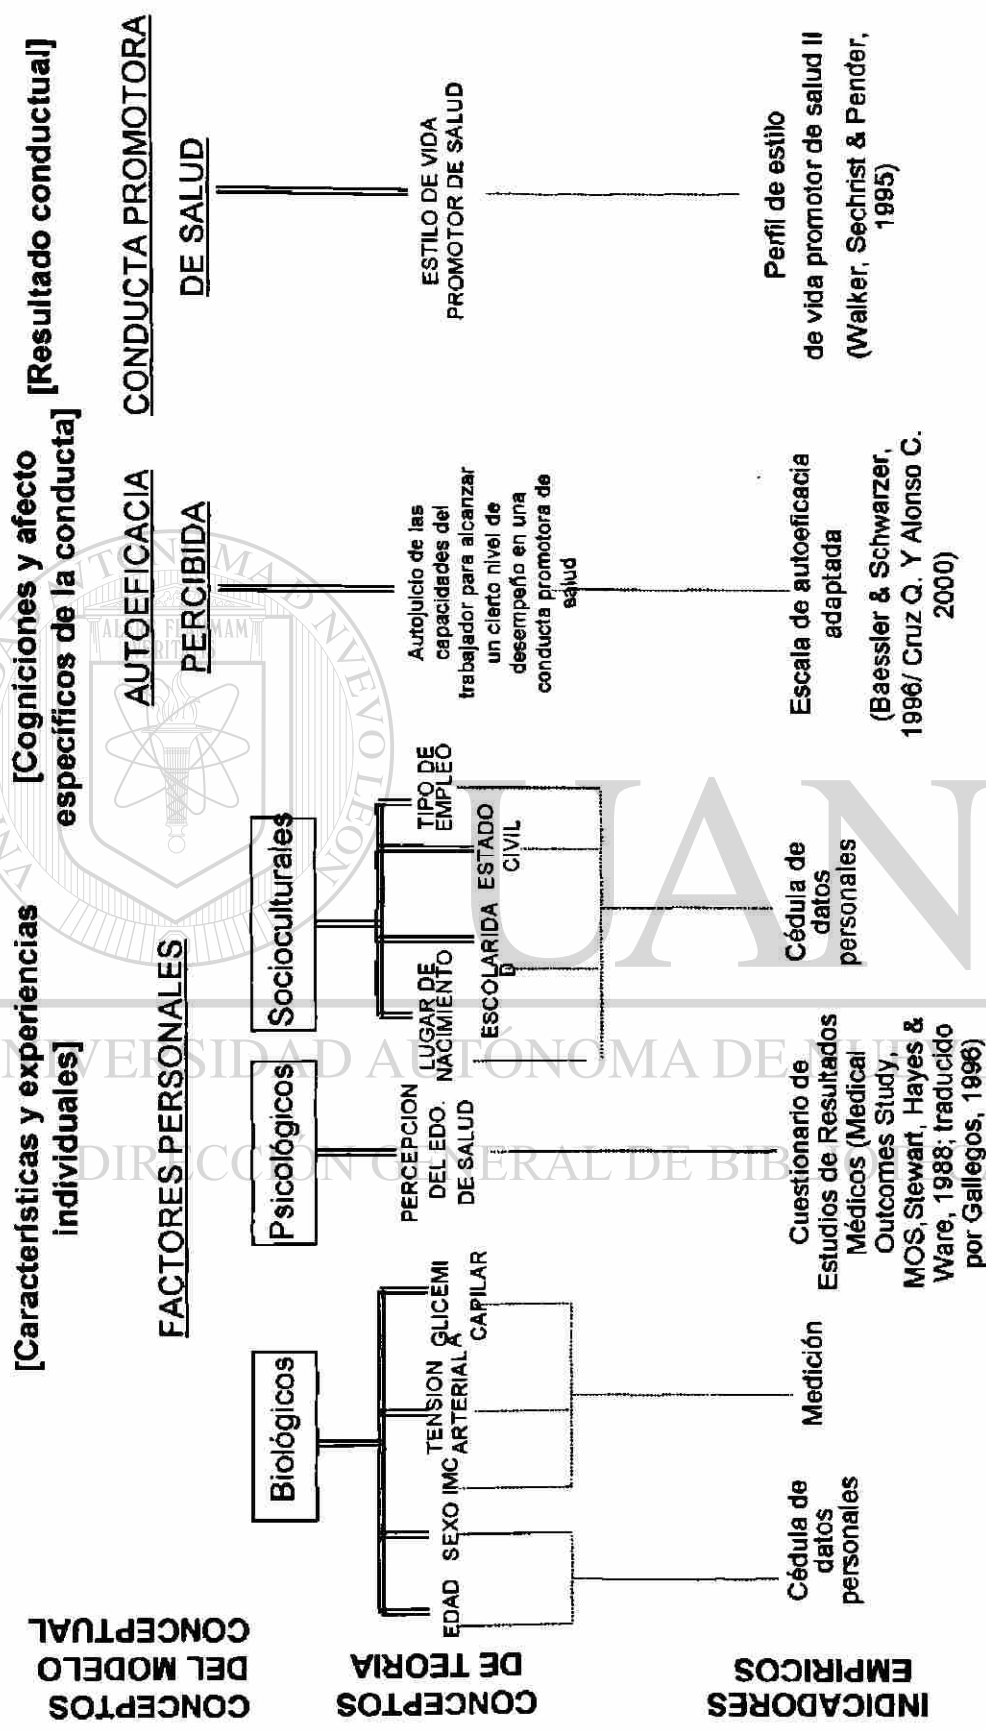 [Características y experiencias
individuales]
[Cogniciones y afecto
específicos de la conducta]
[Resultado conductual]
CONCEPTOS
DEL MODELO
CONCEPTUAL
FACTORES PERSONALES
AUTOEFICACIA
PERCIBIDA
CONDUCTA PROMOTORA
DE SALUD
Biológicos
Psicológicos
Socioculturales
CONCEPTOS
DE TEORIA
EDAD
SEXO
IMC
TENSION
ARTERIAL
GLICEMI
A
CAPILAR
PERCEPCION
DEL EDO.
DE SALUD
LUGAR DE
NACIMIENTO
ESCOLARIDA
D
ESTADO
CIVIL
TIPO DE
EMPLEO
Autojuicio de las
capacidades del
trabajador para alcanzar
un cierto nivel de
desempeño en una
conducta promotora de
salud
ESTILO DE VIDA
PROMOTOR DE SALUD
INDICADORES
EMPIRICOS
Cédula de
datos
personales
Medición
Cuestionario de
Estudios de Resultados
Médicos (Medical
Outcomes Study,
MOS,Stewart, Hayes &
Ware, 1988; traducido
por Gallegos, 1996)
Cédula de
datos
personales
Escala de autoeficacia
adaptada
(Baessler & Schwarzer,
1996/ Cruz Q. Y Alonso C.
2000)
Perfil de estilo
de vida promotor de salud II
(Walker, Sechrist & Pender,
1995)
UAN
NIVERSIDAD AUTÓNOMA DE NUE
DIRECCIÓN GENERAL DE BIB